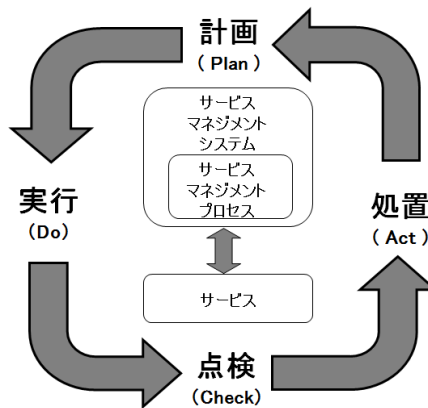 計画
( Plan )
サービス
マネジメント
システム
サービス
マネジメント
プロセス
実行
(Do)
処置
( Act )
サービス
点検
(Check)